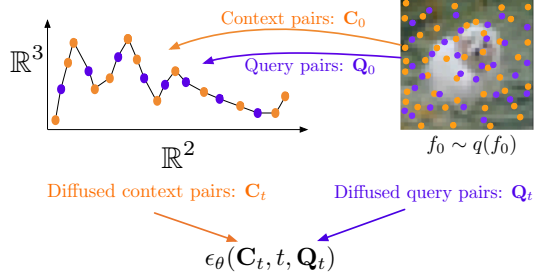 Context pairs: C₀
ℝ³
Query pairs: Q₀
ℝ²
f₀ ∼ q(f₀)
Diffused context pairs: Cₜ
Diffused query pairs: Qₜ
ϵ_θ(Cₜ, t, Qₜ)